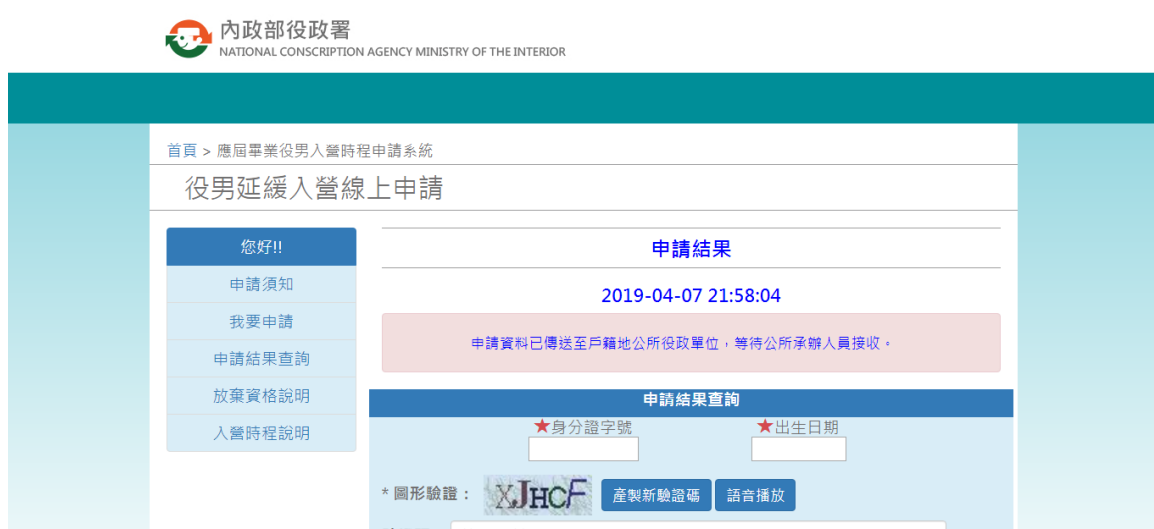 內政部役政署
NATIONAL CONSCRIPTION AGENCY MINISTRY OF THE INTERIOR
首頁 > 應屆畢業役男入營時程申請系統
役男延緩入營線上申請
您好!!
申請須知
我要申請
申請結果查詢
放棄資格說明
入營時程說明
申請結果
2019-04-07 21:58:04
申請資料已傳送至戶籍地公所役政單位，等待公所承辦人員接收。
申請結果查詢
★身分證字號 ★出生日期
* 圖形驗證： XJHCF 產製新驗證碼 語音播放